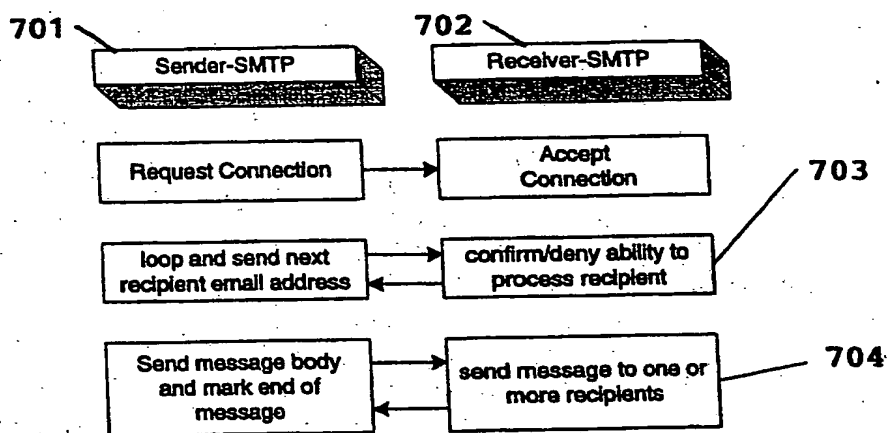 701
702
Sender-SMTP
Receiver-SMTP
Request Connection
Accept
Connection
703
loop and send next
recipient email address
confirm/deny ability to
process recipient
Send message body
and mark end of
message
send message to one or
more recipients
704